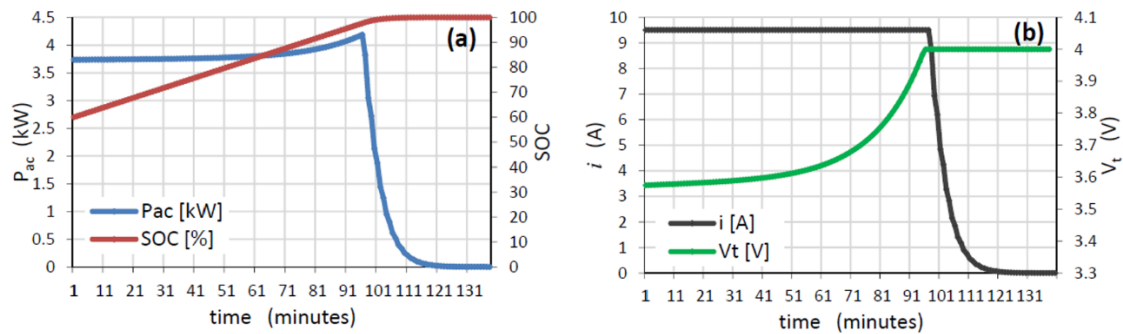 (a)
4.5
4
3.5
3
2.5
2
1.5
1
0.5
0
P_ac (kW)
100
90
80
70
60
50
40
30
20
10
0
SOC
Pac [kW]
SOC [%]
1 11 21 31 41 51 61 71 81 91 101 111 121 131
time (minutes)
(b)
10
9
8
7
6
5
4
3
2
1
0
i (A)
4.1
4
3.9
3.8
3.7
3.6
3.5
3.4
3.3
V_t (V)
i [A]
Vt [V]
1 11 21 31 41 51 61 71 81 91 101 111 121 131
time (minutes)